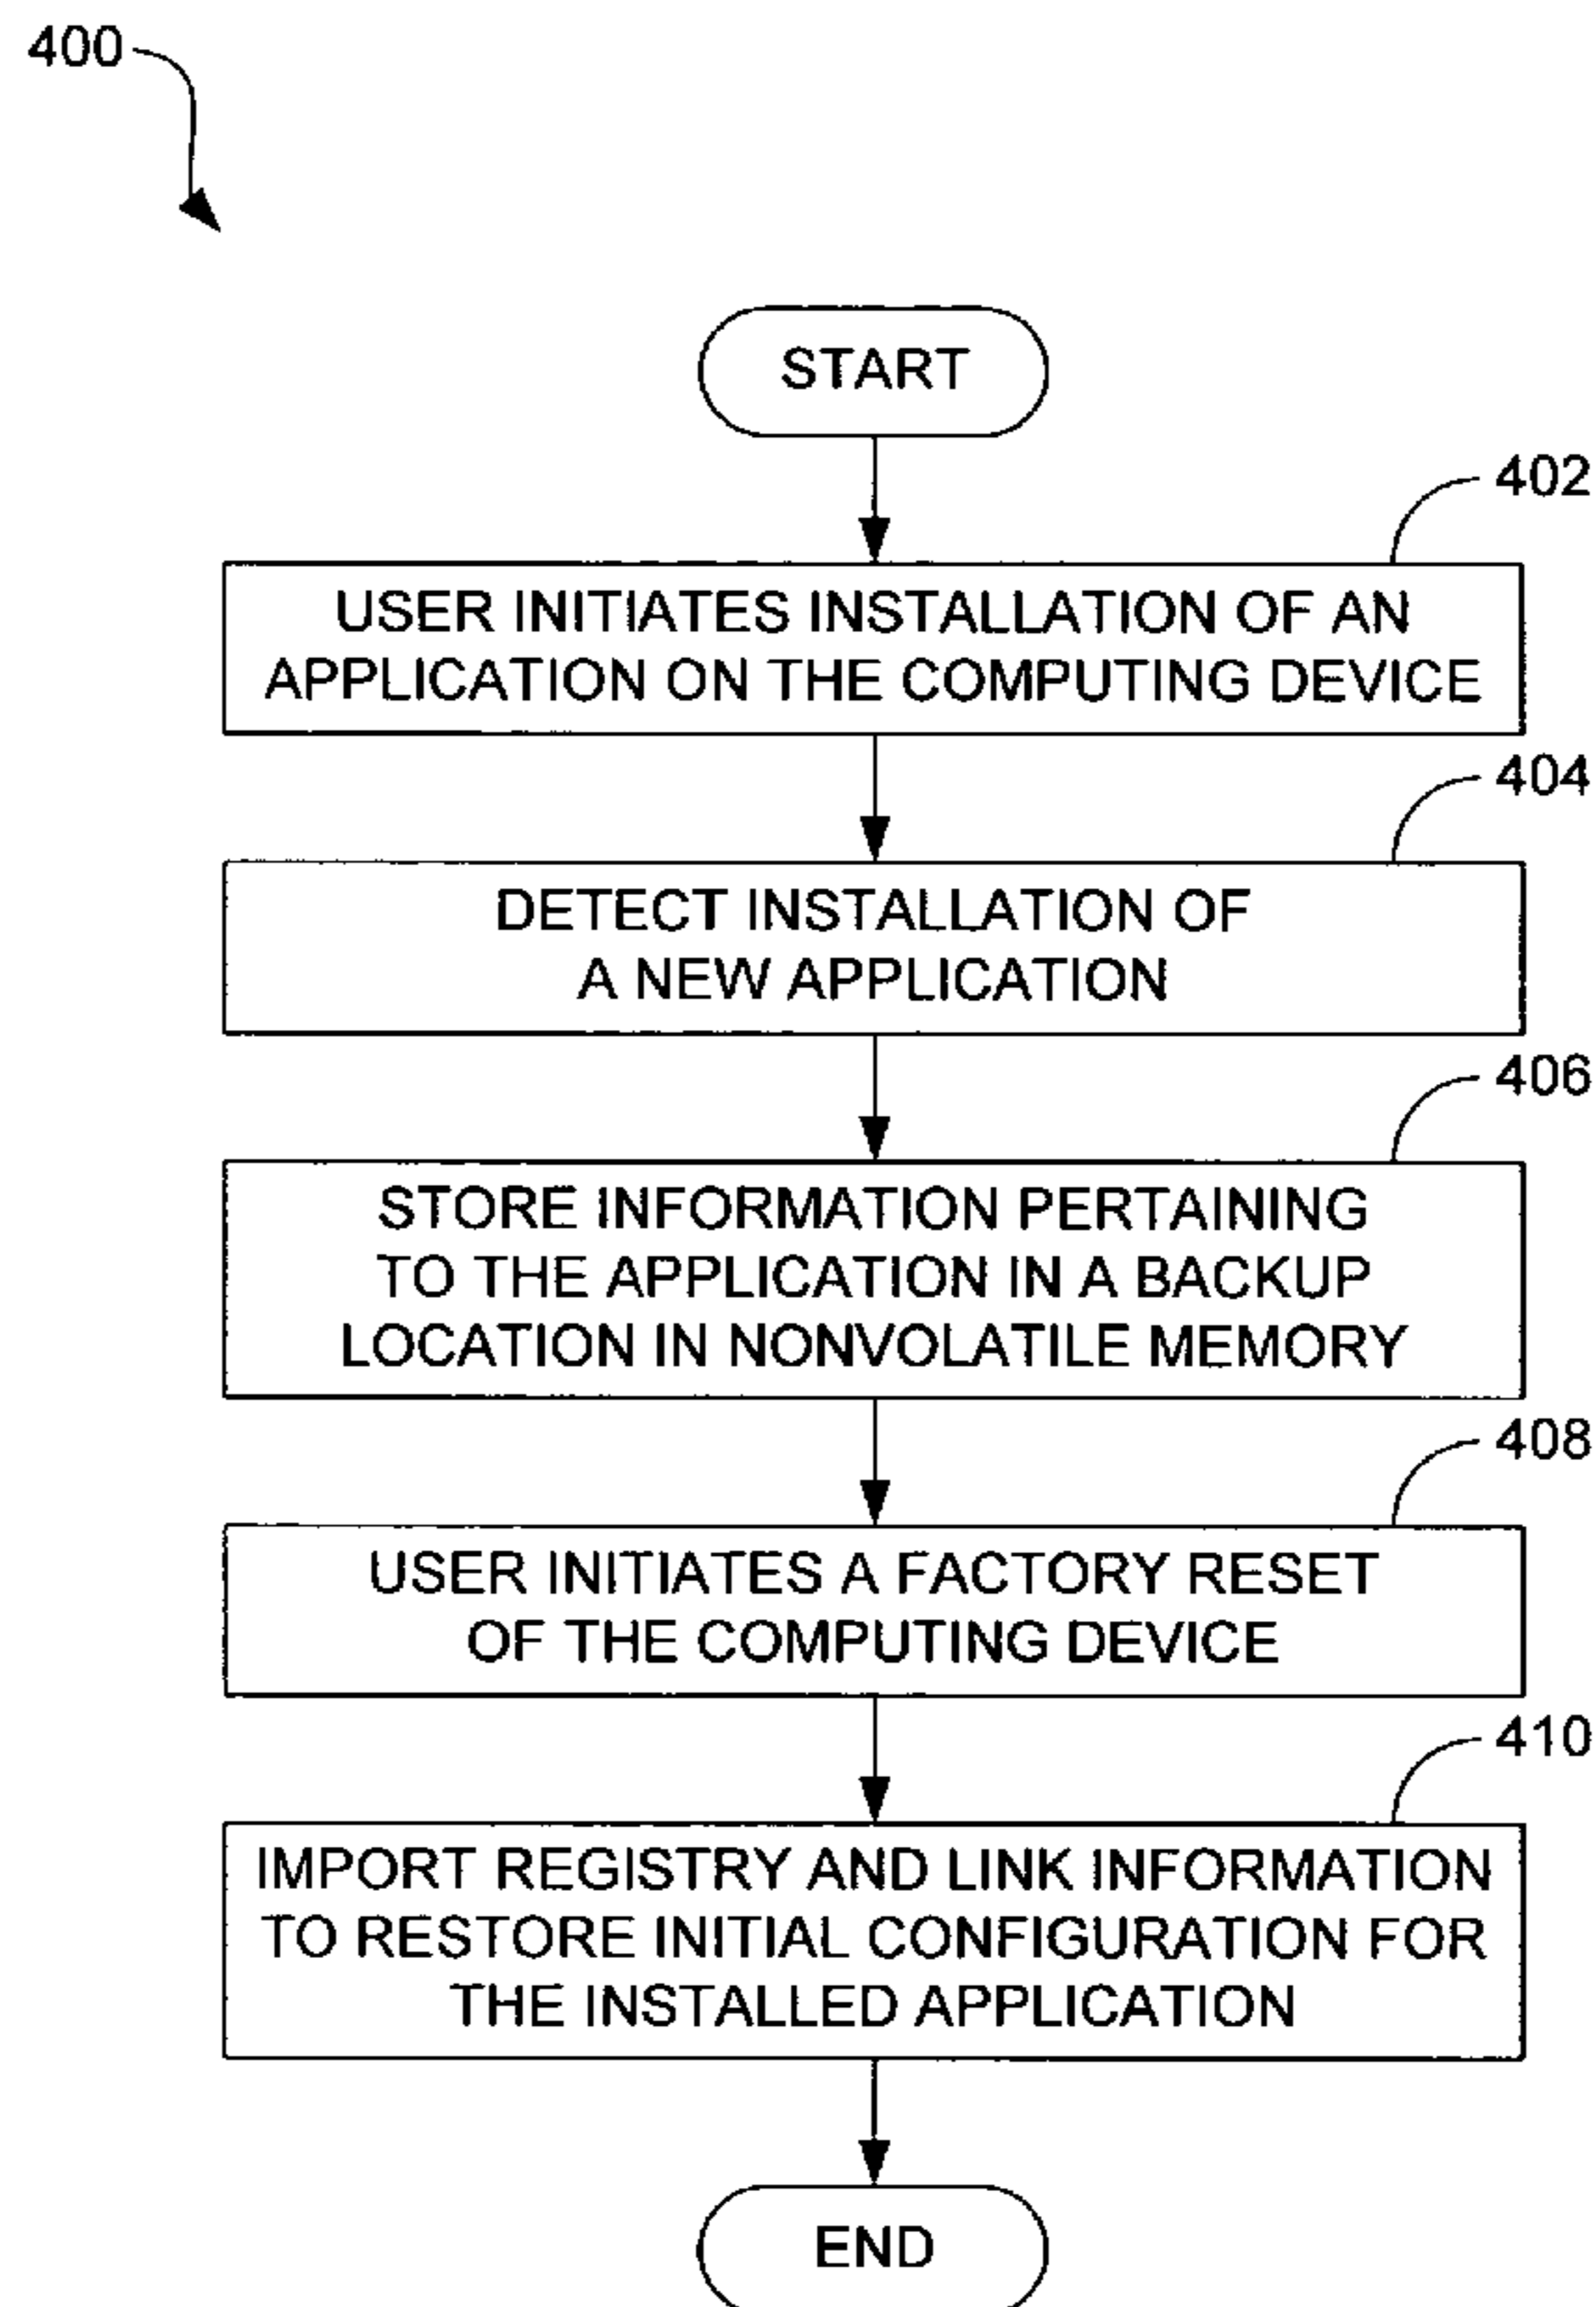 400
START
402
USER INITIATES INSTALLATION OF AN
APPLICATION ON THE COMPUTING DEVICE
404
DETECT INSTALLATION OF
A NEW APPLICATION
406
STORE INFORMATION PERTAINING
TO THE APPLICATION IN A BACKUP
LOCATION IN NONVOLATILE MEMORY
408
USER INITIATES A FACTORY RESET
OF THE COMPUTING DEVICE
410
IMPORT REGISTRY AND LINK INFORMATION
TO RESTORE INITIAL CONFIGURATION FOR
THE INSTALLED APPLICATION
END